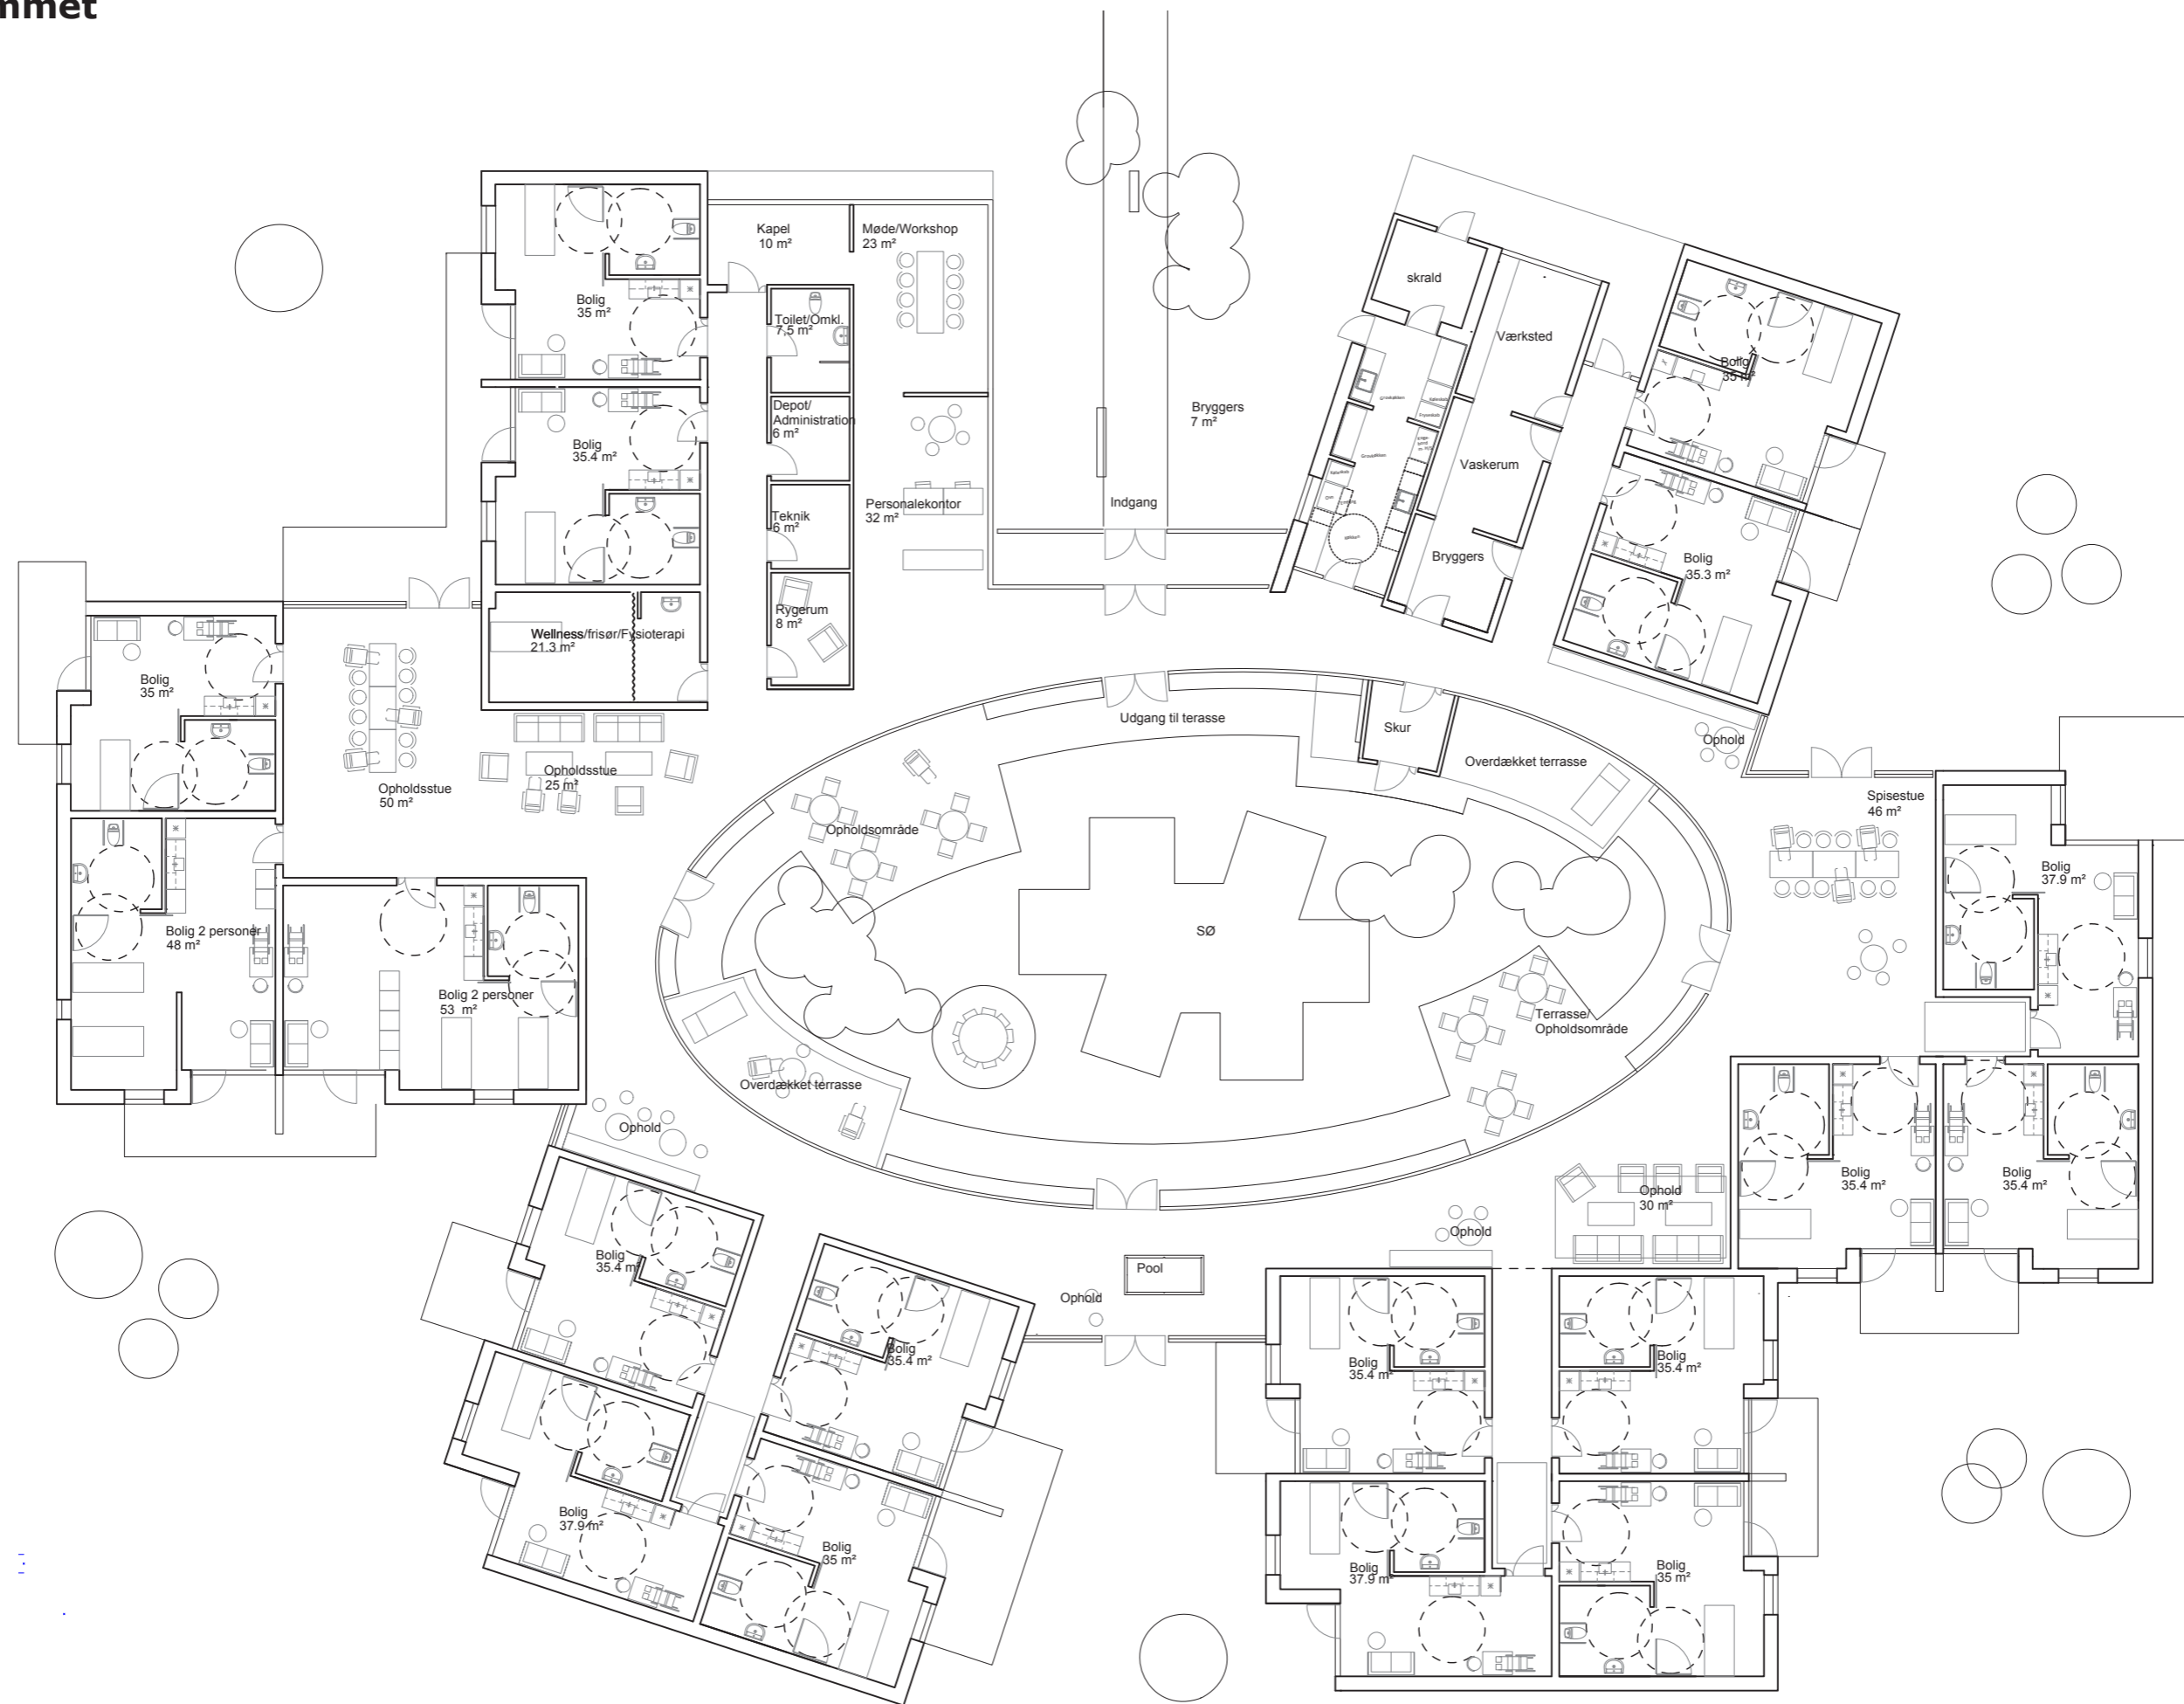 nmet
Kapel
10 m²
Møde/Workshop
23 m²
skrald
Bolig
35 m²
Toilet/Omkl.
7.5 m²
Værksted
Bolig
35 m²
Depot/
Administration
6 m²
Bryggers
7 m²
Bolig
35.4 m²
Vaskerum
Indgang
Personalekontor
32 m²
Teknik
6 m²
Bryggers
Bolig
35.3 m²
Rygerum
8 m²
Wellness/frisør/Fysioterapi
21.3 m²
Bolig
35 m²
Udgang til terasse
Skur
Ophold
Overdækket terrasse
Opholdsstue
25 m²
Opholdsstue
50 m²
Spisestue
46 m²
Opholdsområde
Bolig
37.9 m²
Bolig 2 personer
48 m²
SØ
Bolig 2 personer
53 m²
Terrasse/
Opholdsområde
Overdækket terrasse
Ophold
Bolig
35.4 m²
Bolig
35.4 m²
Ophold
30 m²
Ophold
Bolig
35.4 m²
Pool
Ophold
Bolig
35.4 m²
Bolig
35.4 m²
Bolig
35.4 m²
Bolig
37.9 m²
Bolig
35 m²
Bolig
37.9 m²
Bolig
35 m²